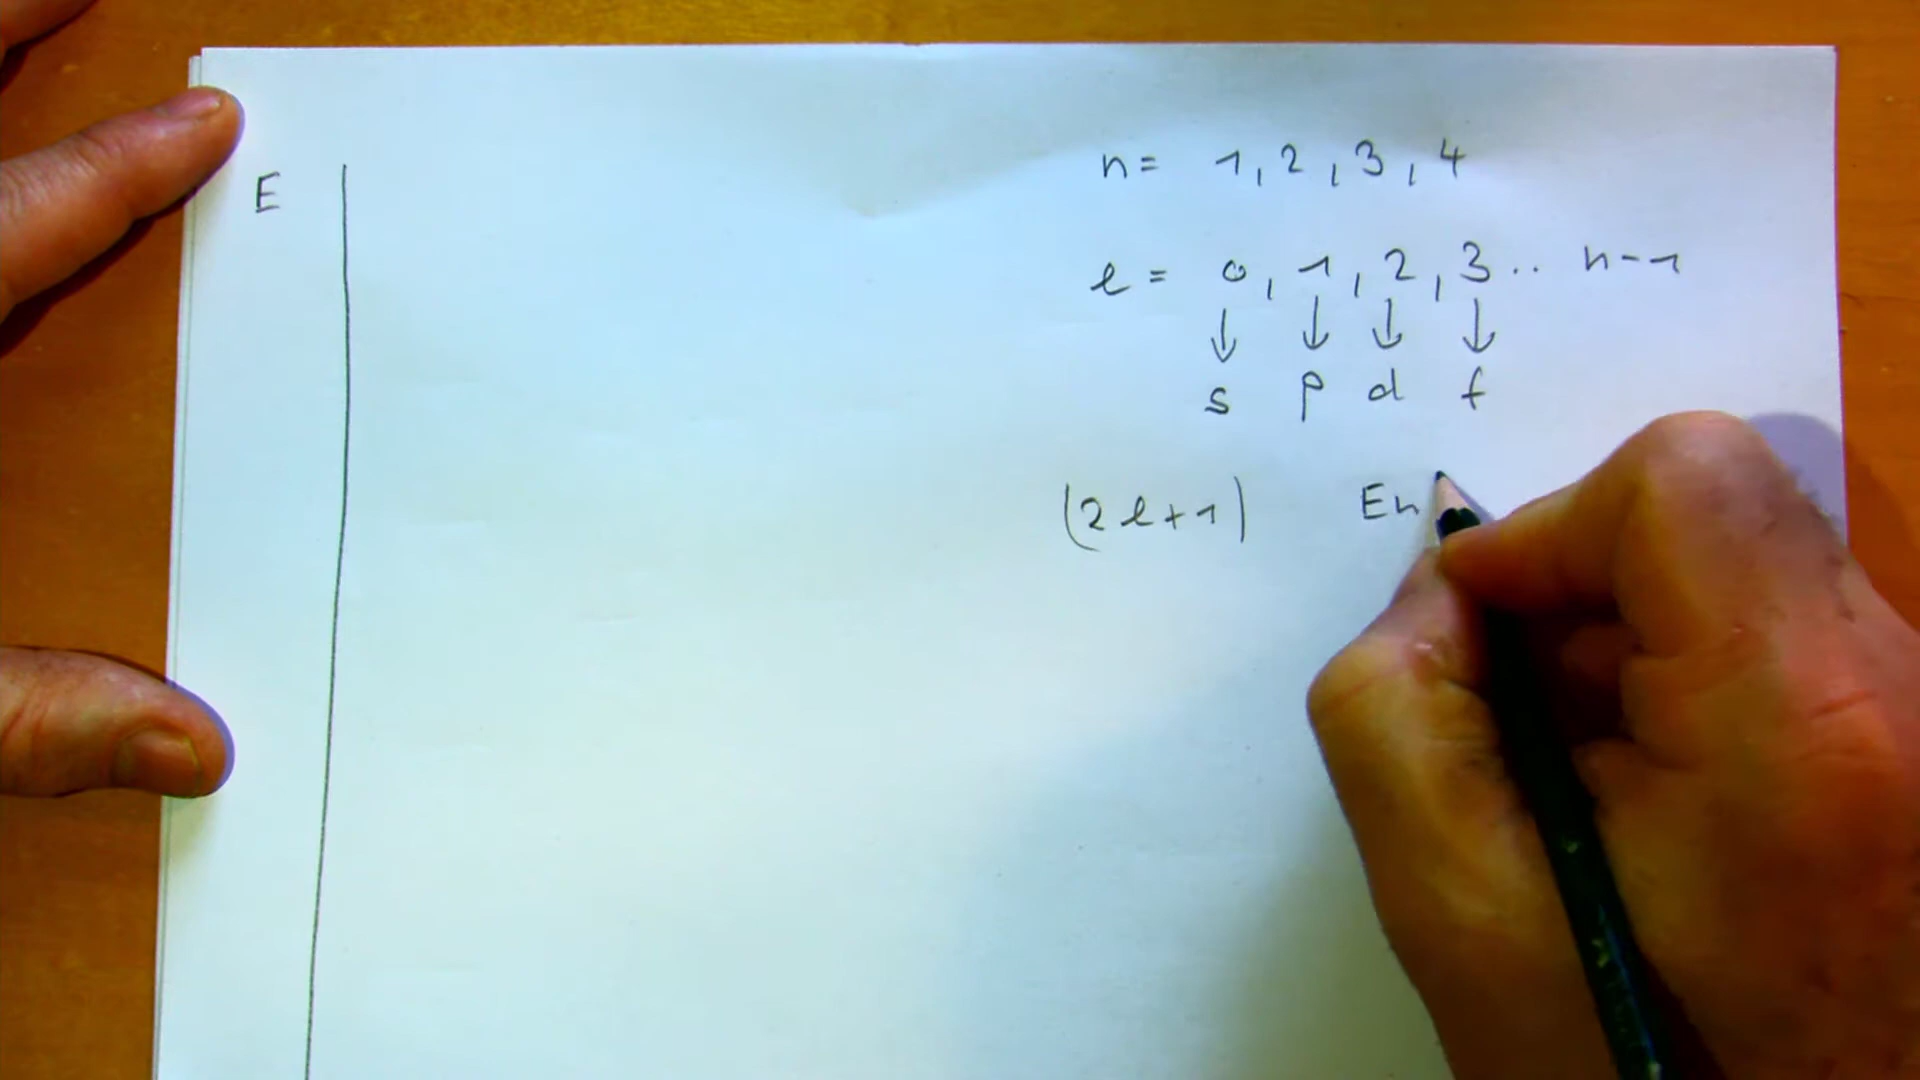 E
n = 1, 2, 3, 4
l = 0, 1, 2, 3 .. n-1
↓ ↓ ↓ ↓
s p d f
(2l+1) En